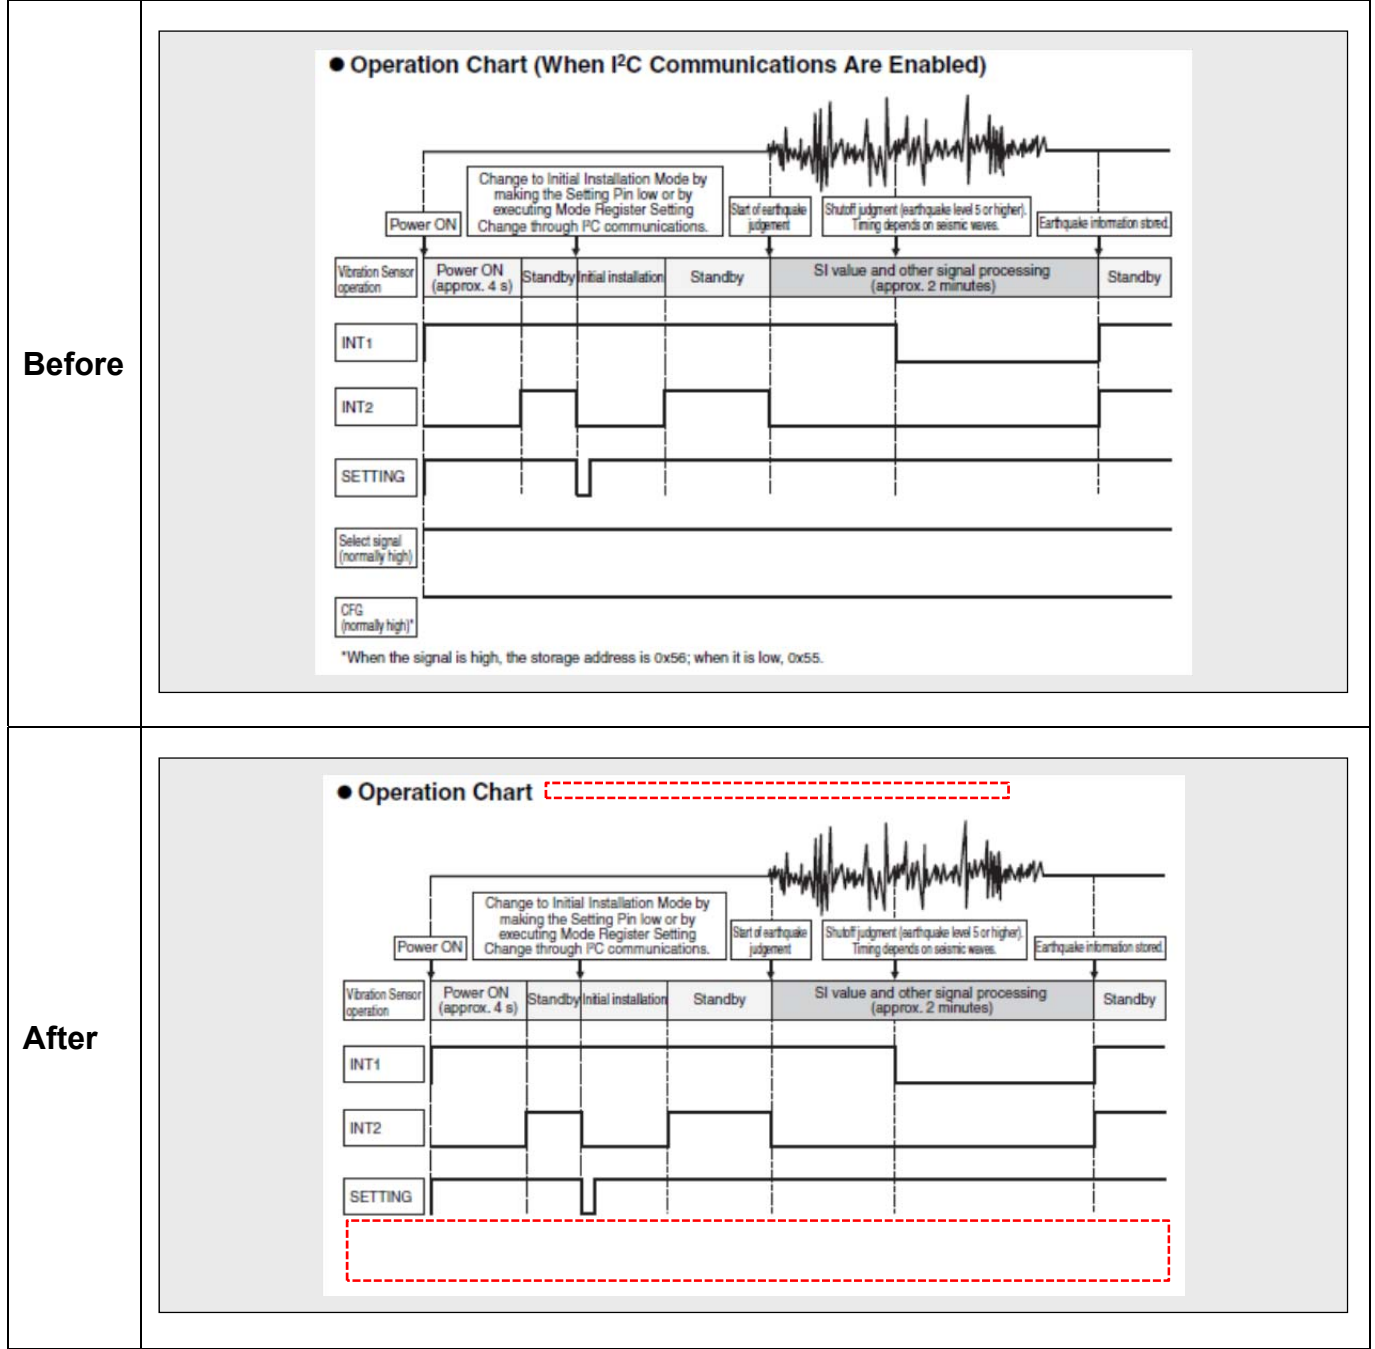 Before
● Operation Chart (When I²C Communications Are Enabled)
Change to Initial Installation Mode by
making the Setting Pin low or by
executing Mode Register Setting
Change through I²C communications.
Power ON
Start of earthquake
judgement
Shutoff judgment (earthquake level 5 or higher).
Timing depends on seismic waves.
Earthquake information stored.
Vibration Sensor
operation
Power ON
(approx. 4 s)
Standby
Initial installation
Standby
SI value and other signal processing
(approx. 2 minutes)
Standby
INT1
INT2
SETTING
Select signal
(normally high)
CFG
(normally high)*
*When the signal is high, the storage address is 0x56; when it is low, 0x55.
After
● Operation Chart
Change to Initial Installation Mode by
making the Setting Pin low or by
executing Mode Register Setting
Change through I²C communications.
Power ON
Start of earthquake
judgement
Shutoff judgment (earthquake level 5 or higher).
Timing depends on seismic waves.
Earthquake information stored.
Vibration Sensor
operation
Power ON
(approx. 4 s)
Standby
Initial installation
Standby
SI value and other signal processing
(approx. 2 minutes)
Standby
INT1
INT2
SETTING